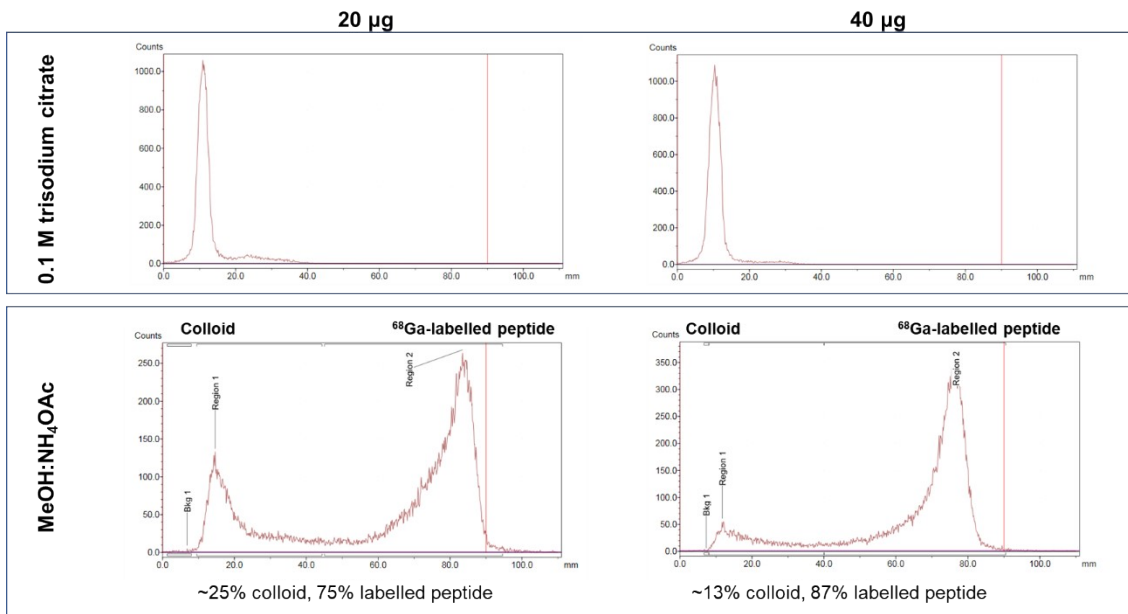 20 µg
40 µg
0.1 M trisodium citrate
Counts
1000.0
800.0
600.0
400.0
200.0
0.0
0.0 20.0 40.0 60.0 80.0 100.0 mm
Counts
1000.0
800.0
600.0
400.0
200.0
0.0
0.0 20.0 40.0 60.0 80.0 100.0 mm
MeOH:NH₄OAc
Colloid ⁶⁸Ga-labelled peptide
Counts
250.0
200.0
150.0
100.0
50.0
0.0
Bkg 1
Region 1
Region 2
0.0 20.0 40.0 60.0 80.0 100.0 mm
~25% colloid, 75% labelled peptide
Colloid ⁶⁸Ga-labelled peptide
Counts
350.0
300.0
250.0
200.0
150.0
100.0
50.0
0.0
Bkg 1
Region 1
Region 2
0.0 20.0 40.0 60.0 80.0 100.0 mm
~13% colloid, 87% labelled peptide